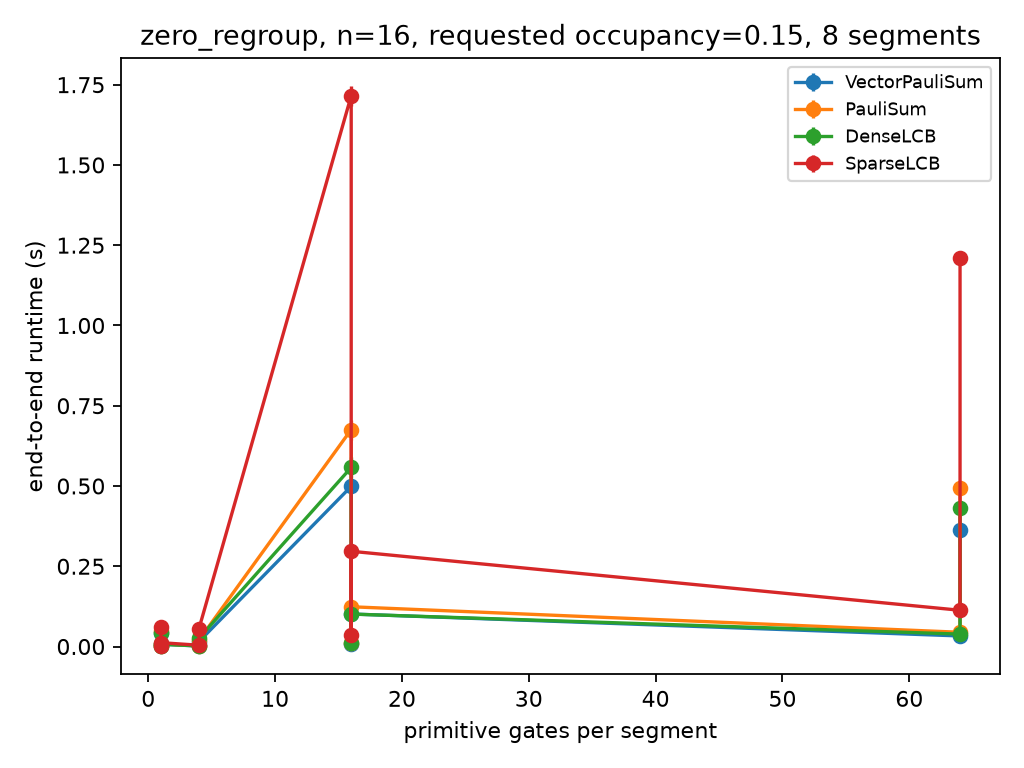 zero_regroup, n=16, requested occupancy=0.15, 8 segments
VectorPauliSum
PauliSum
DenseLCB
SparseLCB
end-to-end runtime (s)
1.75
1.50
1.25
1.00
0.75
0.50
0.25
0.00
0 10 20 30 40 50 60
primitive gates per segment